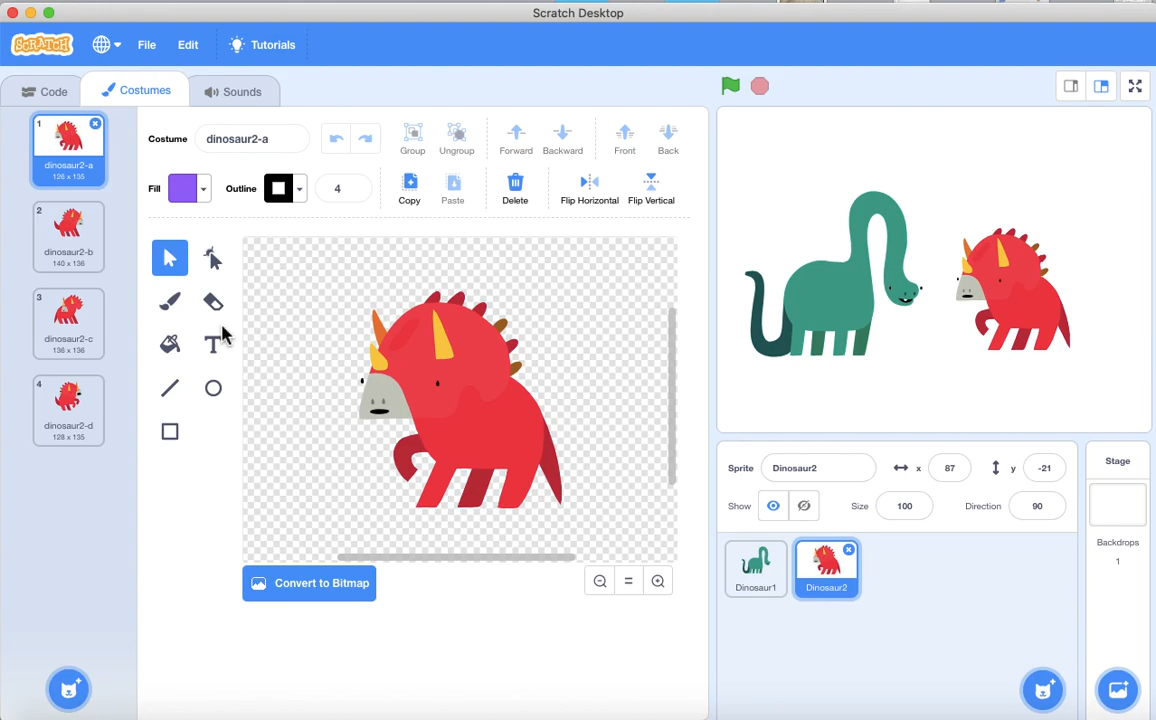 Scratch Desktop
SCRATCH File Edit Tutorials
Code Costumes Sounds
1
dinosaur2-a
126 x 135
2
dinosaur2-b
140 x 136
3
dinosaur2-c
136 x 136
4
dinosaur2-d
128 x 135
Costume dinosaur2-a
Group Ungroup Forward Backward Front Back
Fill Outline 4
Copy Paste Delete Flip Horizontal Flip Vertical
T
Convert to Bitmap
Sprite Dinosaur2 x 87 y -21
Show Size 100 Direction 90
Dinosaur1 Dinosaur2
Stage
Backdrops
1